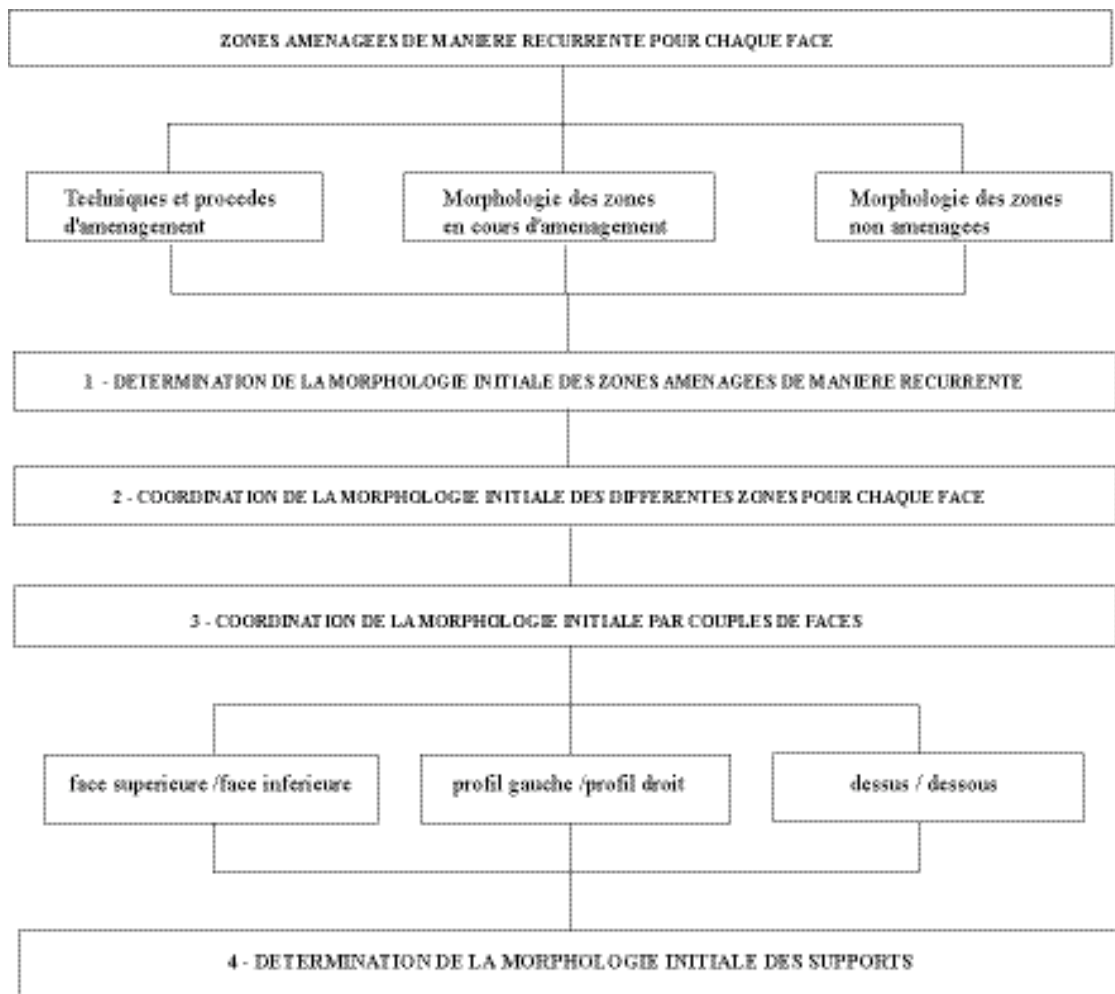 ZONES AMENAGEES DE MANIERE RECURRENTE POUR CHAQUE FACE
Techniques et procedes
d'amenagement
Morphologie des zones
en cours d'amenagement
Morphologie des zones
non amenagees
1 - DETERMINATION DE LA MORPHOLOGIE INITIALE DES ZONES AMENAGEES DE MANIERE RECURRENTE
2 - COORDINATION DE LA MORPHOLOGIE INITIALE DES DIFFERENTES ZONES POUR CHAQUE FACE
3 - COORDINATION DE LA MORPHOLOGIE INITIALE PAR COUPLES DE FACES
face superieure /face inferieure
profil gauche /profil droit
dessus / dessous
4 - DETERMINATION DE LA MORPHOLOGIE INITIALE DES SUPPORTS